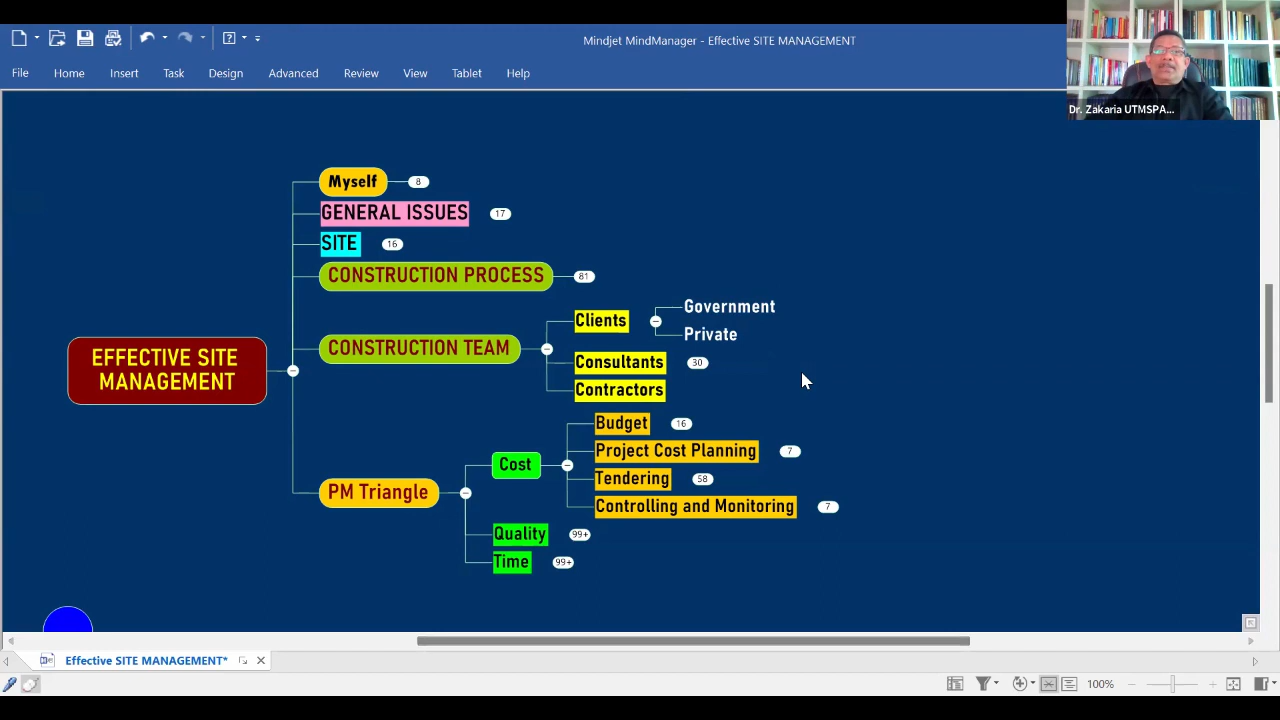 Mindjet MindManager - Effective SITE MANAGEMENT
File Home Insert Task Design Advanced Review View Tablet Help
Dr. Zakaria UTMSPA...
Myself 8
GENERAL ISSUES 17
SITE 16
CONSTRUCTION PROCESS 81
EFFECTIVE SITE
MANAGEMENT
CONSTRUCTION TEAM
Clients
Government
Private
Consultants 30
Contractors
PM Triangle
Cost
Budget 16
Project Cost Planning 7
Tendering 58
Controlling and Monitoring 7
Quality 99+
Time 99+
Effective SITE MANAGEMENT*
100%